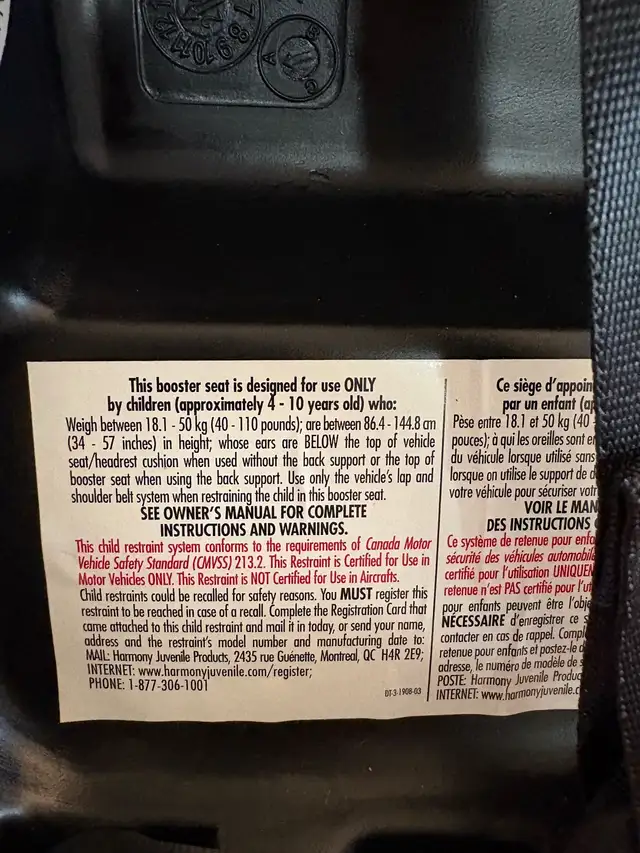 This booster seat is designed for use ONLY
by children (approximately 4 - 10 years old) who:
Weigh between 18.1 - 50 kg (40 - 110 pounds); are between 86.4 - 144.8 cm
(34 - 57 inches) in height; whose ears are BELOW the top of vehicle
seat/headrest cushion when used without the back support or the top of
booster seat when using the back support. Use only the vehicle's lap and
shoulder belt system when restraining the child in this booster seat.
SEE OWNER'S MANUAL FOR COMPLETE
INSTRUCTIONS AND WARNINGS.
This child restraint system conforms to the requirements of Canada Motor
Vehicle Safety Standard (CMVSS) 213.2. This Restraint is Certified for Use in
Motor Vehicles ONLY. This Restraint is NOT Certified for Use in Aircrafts.
Child restraints could be recalled for safety reasons. You MUST register this
restraint to be reached in case of a recall. Complete the Registration Card that
came attached to this child restraint and mail it in today, or send your name,
address and the restraint's model number and manufacturing date to:
MAIL: Harmony Juvenile Products, 2435 rue Guénette, Montreal, QC H4R 2E9;
INTERNET: www.harmonyjuvenile.com/register;
PHONE: 1-877-306-1001
DT-3-1908-03
Ce siège d'appoin
par un enfant (ap
Pèse entre 18.1 et 50 kg (40 -
pouces); à qui les oreilles sont en
du véhicule lorsque utilisé sans
lorsque on utilise le support de d
votre véhicule pour sécuriser votr
VOIR LE MAN
DES INSTRUCTIONS
Ce système de retenue pour enfa
sécurité des véhicules automobile
certifié pour l'utilisation UNIQUEM
retenue n'est PAS certifié pour l'ut
pour enfants peuvent être l'obje
NÉCESSAIRE d'enregistrer ce s
contacter en cas de rappel. Compl
retenue pour enfants et postez-le d
adresse, le numéro de modèle de s
POSTE: Harmony Juvenile Produc
INTERNET: www.harmonyjuvenile.c